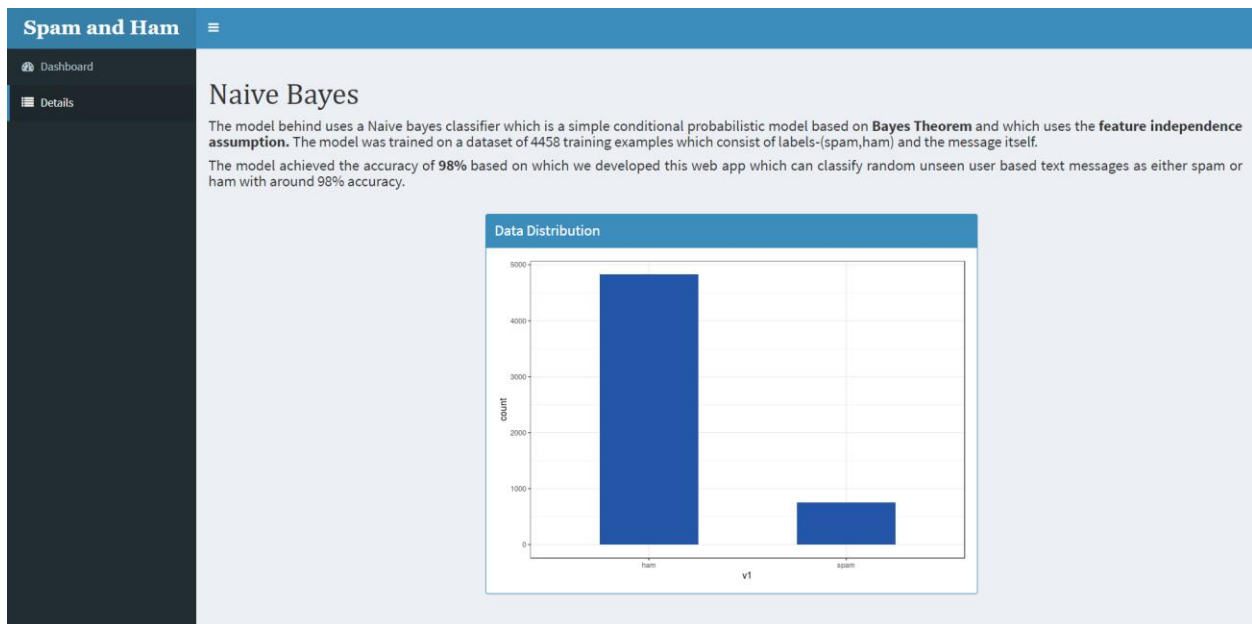 Spam and Ham
Dashboard
Details
Naive Bayes
The model behind uses a Naive bayes classifier which is a simple conditional probabilistic model based on Bayes Theorem and which uses the feature independence
assumption. The model was trained on a dataset of 4458 training examples which consist of labels-(spam,ham) and the message itself.
The model achieved the accuracy of 98% based on which we developed this web app which can classify random unseen user based text messages as either spam or
ham with around 98% accuracy.
Data Distribution
5000
4000
3000
count
2000
1000
0
ham spam
v1